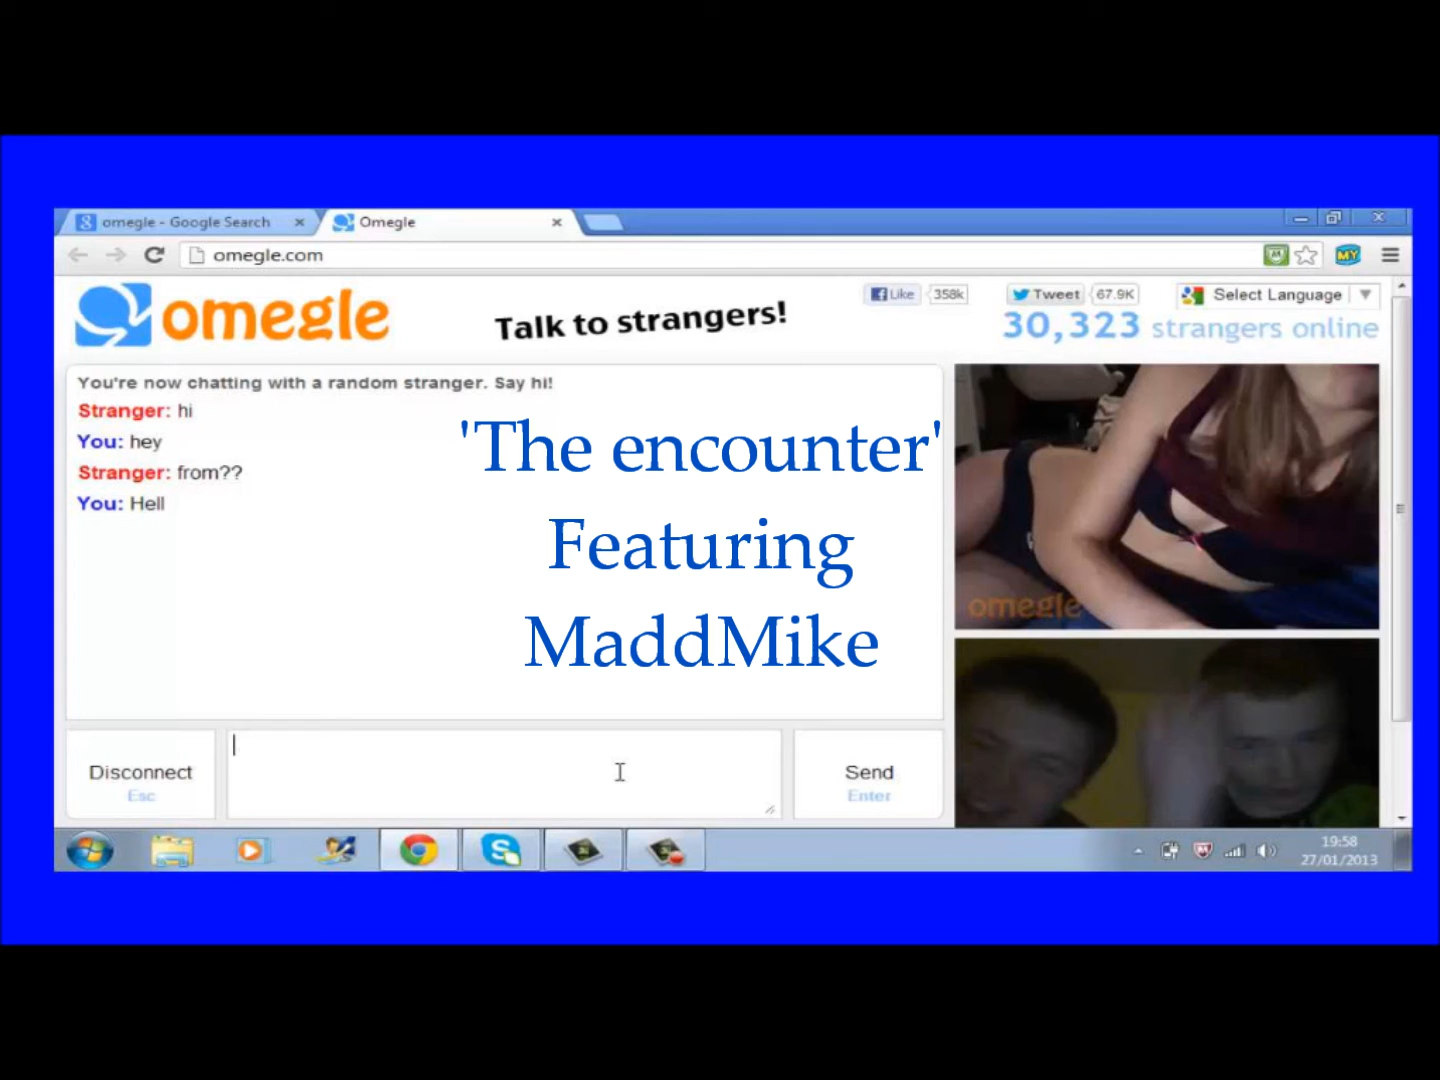 omegle - Google Search
Omegle
omegle.com
MY
omegle
Talk to strangers!
Like
358k
Tweet
67.9K
Select Language
30,323 strangers online
You're now chatting with a random stranger. Say hi!
Stranger: hi
You: hey
Stranger: from??
You: Hell
'The encounter'
Featuring
MaddMike
omegle
Disconnect
Esc
Send
Enter
19:58
27/01/2013